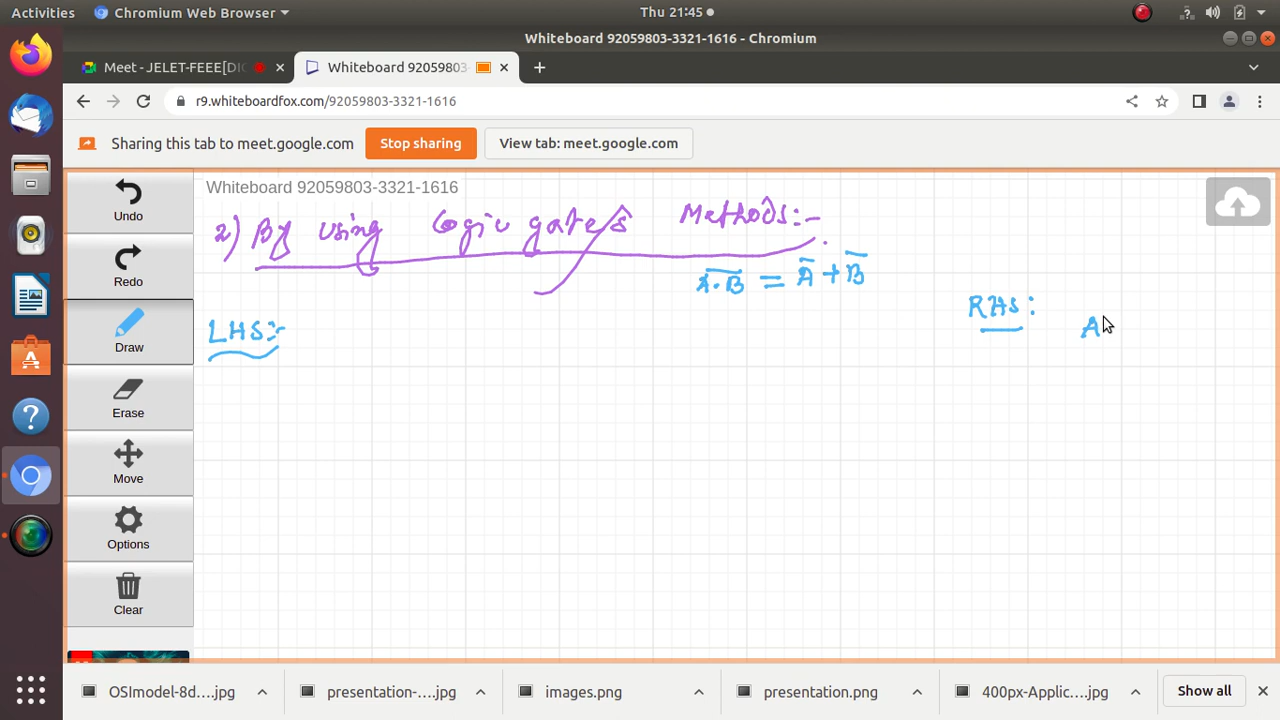 Activities
Chromium Web Browser
Thu 21:45
Whiteboard 92059803-3321-1616 - Chromium
Meet - JELET-FEEE[DIC
Whiteboard 92059803-
r9.whiteboardfox.com/92059803-3321-1616
Sharing this tab to meet.google.com
Stop sharing
View tab: meet.google.com
Whiteboard 92059803-3321-1616
Undo
Redo
Draw
Erase
Move
Options
Clear
2) By using Logic gates Methods:-
A̅.̅B̅ = A̅ + B̅
LHS:-
RHS:
A
OSImodel-8d....jpg
presentation-....jpg
images.png
presentation.png
400px-Applic....jpg
Show all